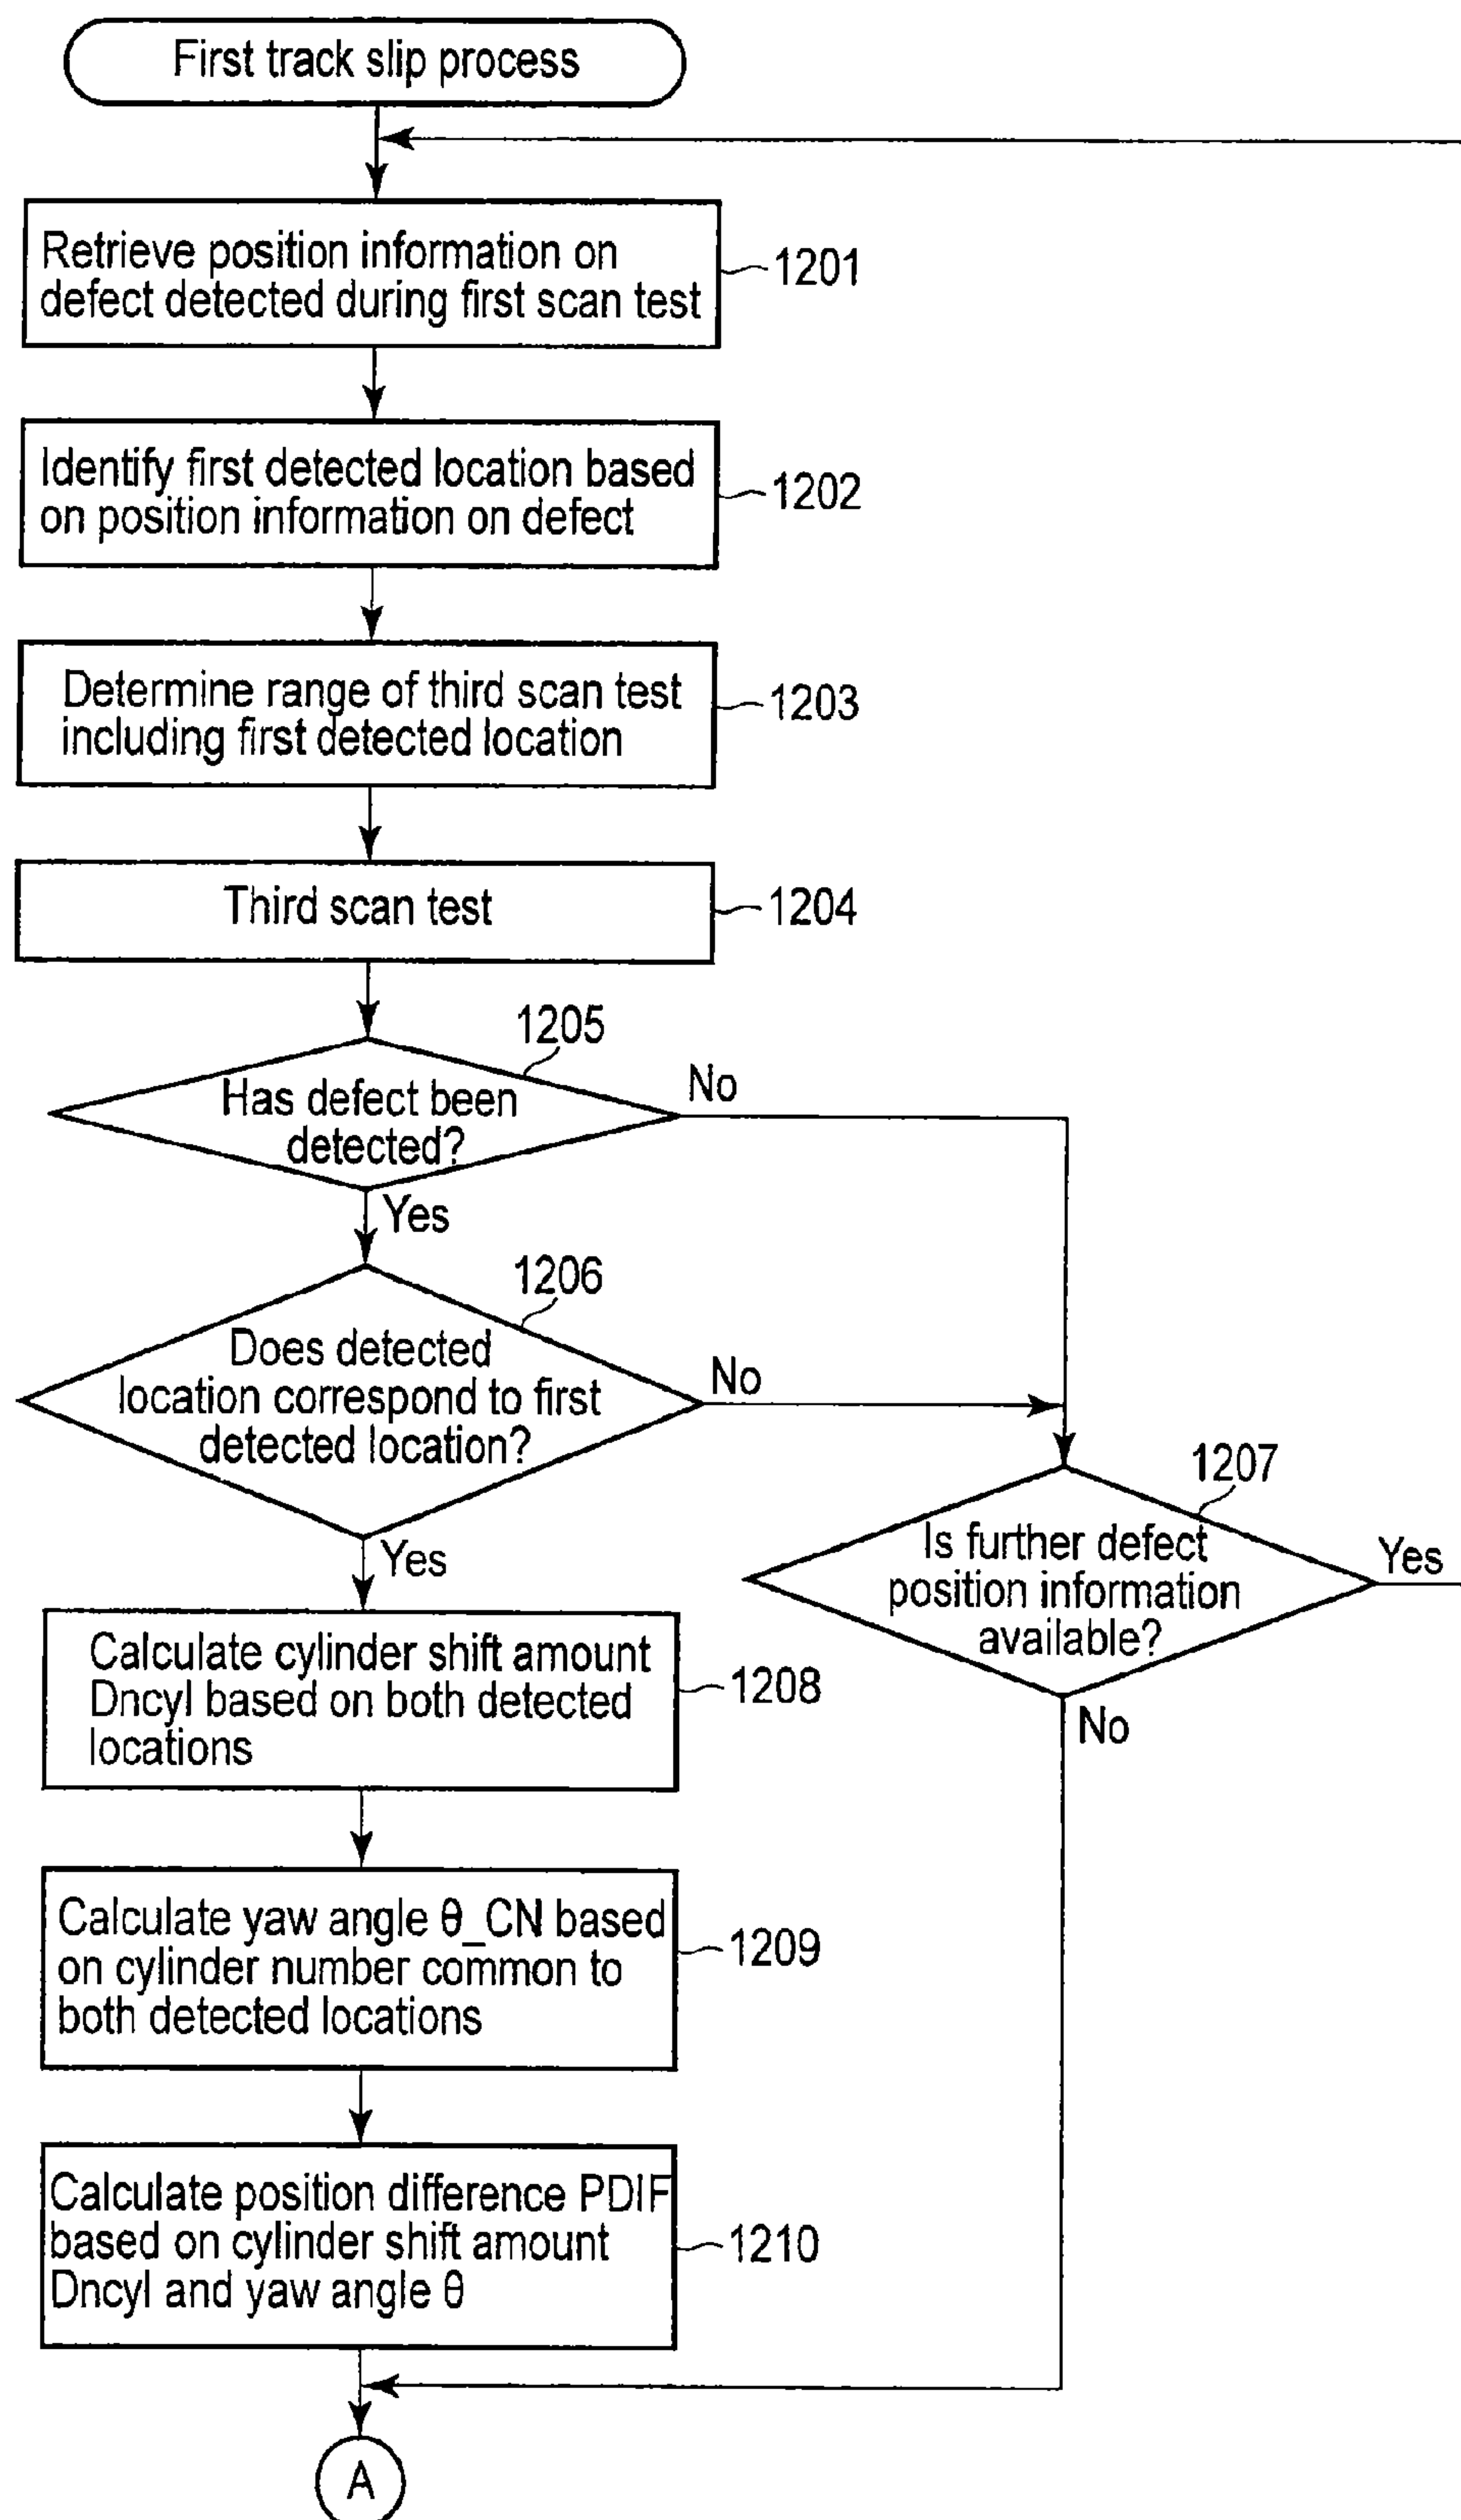 First track slip process
Retrieve position information on
defect detected during first scan test
1201
Identify first detected location based
on position information on defect
1202
Determine range of third scan test
including first detected location
1203
Third scan test
1204
1205
Has defect been
detected?
No
Yes
1206
Does detected
location correspond to first
detected location?
No
Yes
1207
Is further defect
position information
available?
Yes
No
Calculate cylinder shift amount
Dncyl based on both detected
locations
1208
Calculate yaw angle θ_CN based
on cylinder number common to
both detected locations
1209
Calculate position difference PDIF
based on cylinder shift amount
Dncyl and yaw angle θ
1210
A